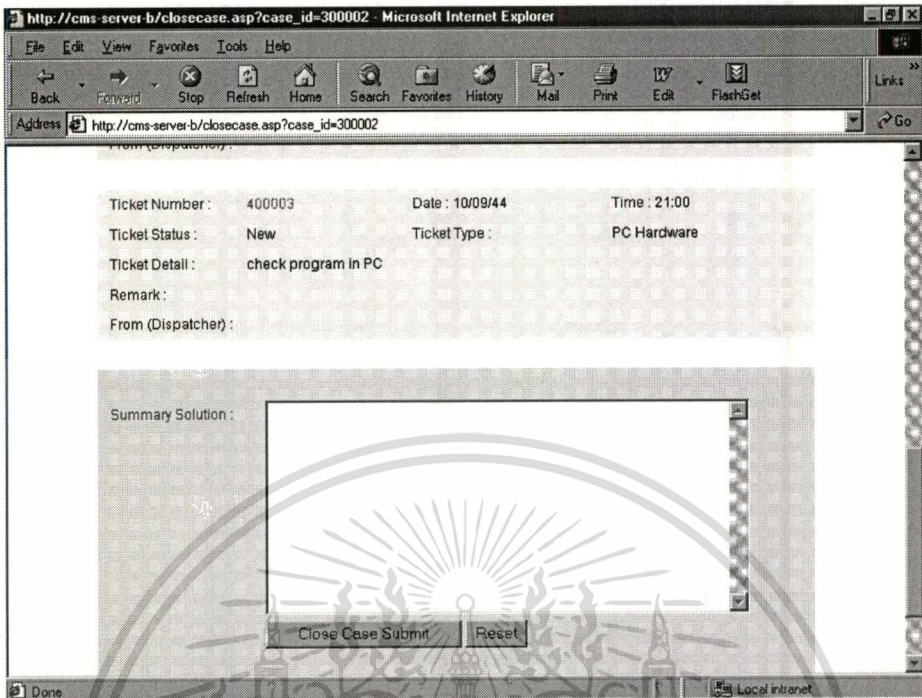 http://cms-server-b/closecase.asp?case_id=300002 - Microsoft Internet Explorer
File Edit View Favorites Tools Help
Back Forward Stop Refresh Home Search Favorites History Mail Print Edit FlashGet Links »
Address http://cms-server-b/closecase.asp?case_id=300002 Go
From (Dispatcher) :
Ticket Number : 400003 Date : 10/09/44 Time : 21:00
Ticket Status : New Ticket Type : PC Hardware
Ticket Detail : check program in PC
Remark :
From (Dispatcher) :
Summary Solution :
Close Case Submit Reset
Done Local intranet